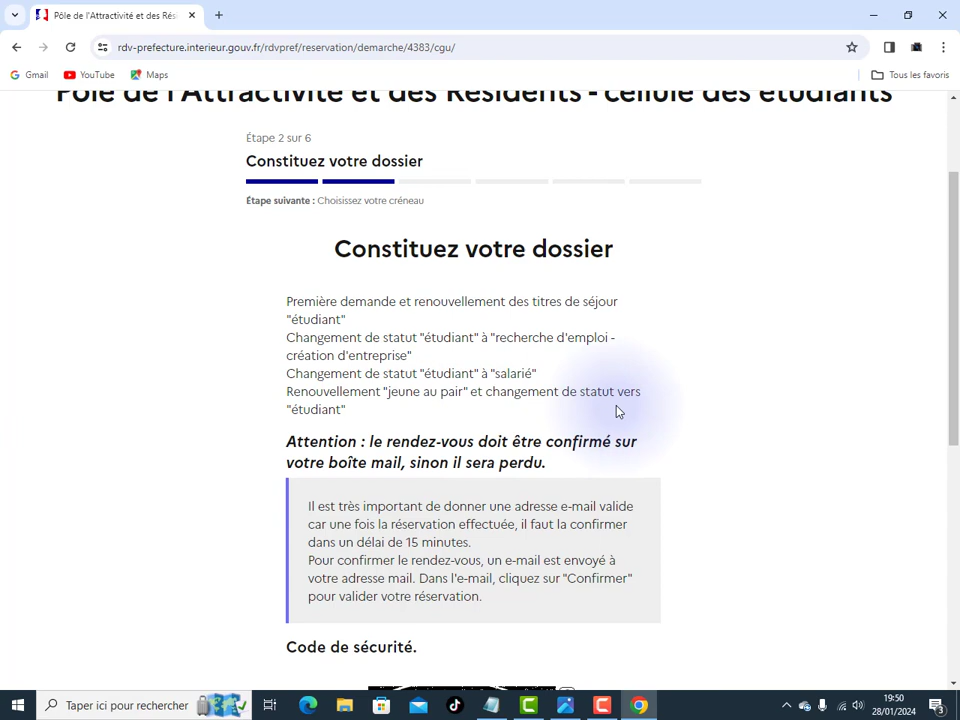 Pôle de l'Attractivité et des Rés
rdv-prefecture.interieur.gouv.fr/rdvpref/reservation/demarche/4383/cgu/
Gmail
YouTube
Maps
Tous les favoris
Pôle de l'Attractivité et des Résidents - cellule des étudiants
Étape 2 sur 6
Constituez votre dossier
Étape suivante : Choisissez votre créneau
Constituez votre dossier
Première demande et renouvellement des titres de séjour
"étudiant"
Changement de statut "étudiant" à "recherche d'emploi -
création d'entreprise"
Changement de statut "étudiant" à "salarié"
Renouvellement "jeune au pair" et changement de statut vers
"étudiant"
Attention : le rendez-vous doit être confirmé sur
votre boîte mail, sinon il sera perdu.
Il est très important de donner une adresse e-mail valide
car une fois la réservation effectuée, il faut la confirmer
dans un délai de 15 minutes.
Pour confirmer le rendez-vous, un e-mail est envoyé à
votre adresse mail. Dans l'e-mail, cliquez sur "Confirmer"
pour valider votre réservation.
Code de sécurité.
Taper ici pour rechercher
19:50
28/01/2024
3